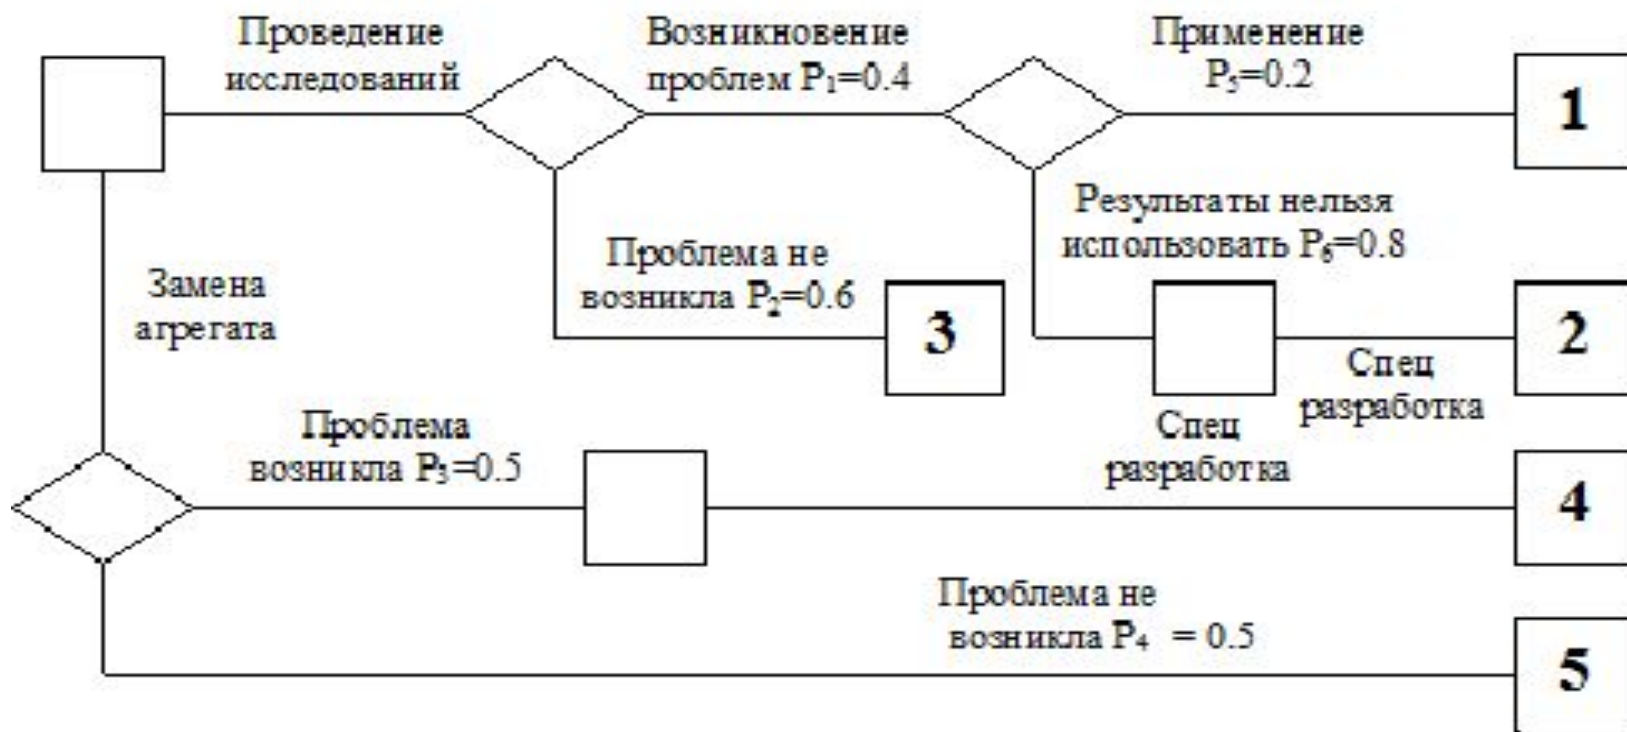 Проведение
исследований
Возникновение
проблем P₁=0.4
Применение
P₅=0.2
1
Результаты нельзя
использовать P₆=0.8
Проблема не
возникла P₂=0.6
3
2
Замена
агрегата
Спец
разработка
Проблема
возникла P₃=0.5
Спец
разработка
4
Проблема не
возникла P₄ = 0.5
5